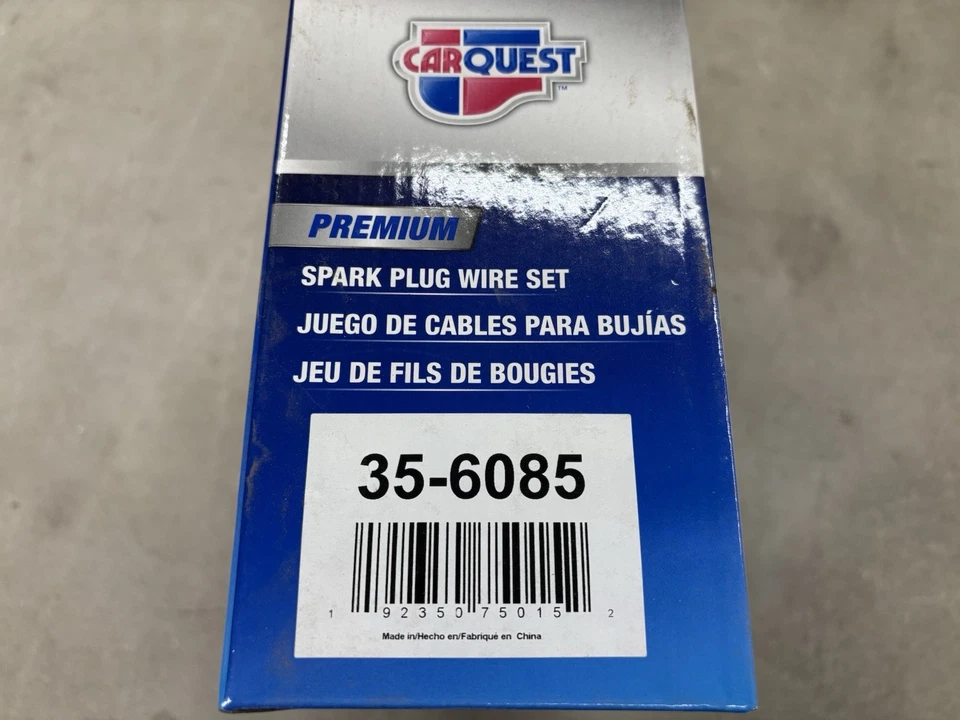 CARQUEST™
PREMIUM
SPARK PLUG WIRE SET
JUEGO DE CABLES PARA BUJÍAS
JEU DE FILS DE BOUGIES
35-6085
1 92350 75015 2
Made in/Hecho en/Fabriqué en China